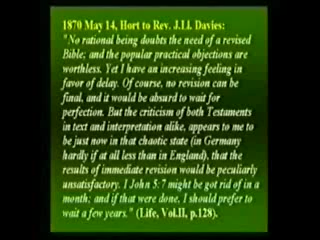 1870 May 14, Hort to Rev. J.Ll. Davies:
"No rational being doubts the need of a revised
Bible; and the popular practical objections are
worthless. Yet I have an increasing feeling in
favor of delay. Of course, no revision can be
final, and it would be absurd to wait for
perfection. But the criticism of both Testaments
in text and interpretation alike, appears to me to
be just now in that chaotic state (in Germany
hardly if at all less than in England), that the
results of immediate revision would be peculiarly
unsatisfactory. I John 5:7 might be got rid of in a
month; and if that were done, I should prefer to
wait a few years." (Life, Vol.II, p.128).